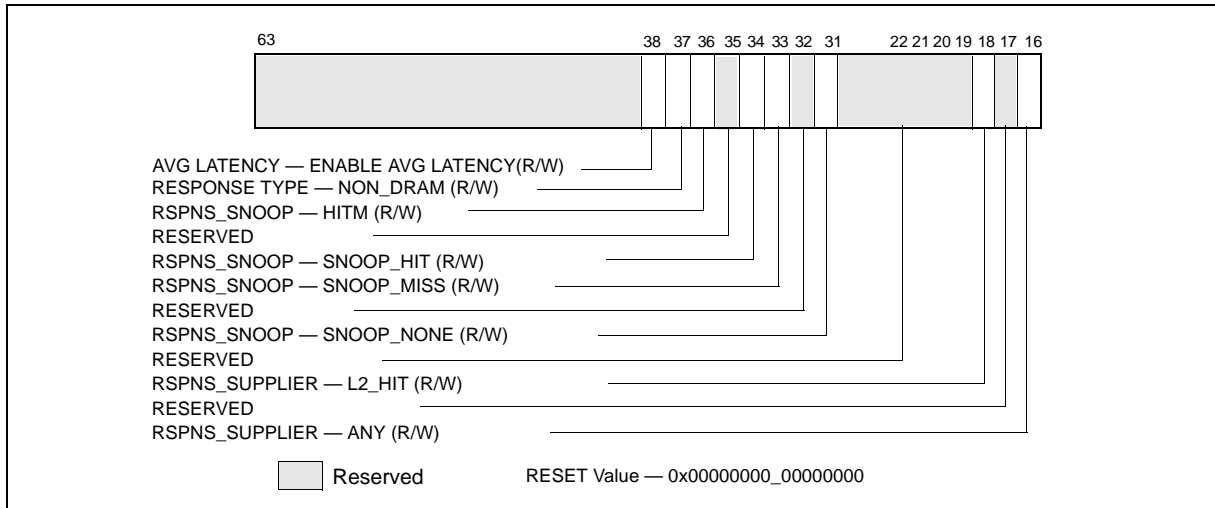 63 38 37 36 35 34 33 32 31 22 21 20 19 18 17 16
AVG LATENCY — ENABLE AVG LATENCY(R/W)
RESPONSE TYPE — NON_DRAM (R/W)
RSPNS_SNOOP — HITM (R/W)
RESERVED
RSPNS_SNOOP — SNOOP_HIT (R/W)
RSPNS_SNOOP — SNOOP_MISS (R/W)
RESERVED
RSPNS_SNOOP — SNOOP_NONE (R/W)
RESERVED
RSPNS_SUPPLIER — L2_HIT (R/W)
RESERVED
RSPNS_SUPPLIER — ANY (R/W)
Reserved RESET Value — 0x00000000_00000000